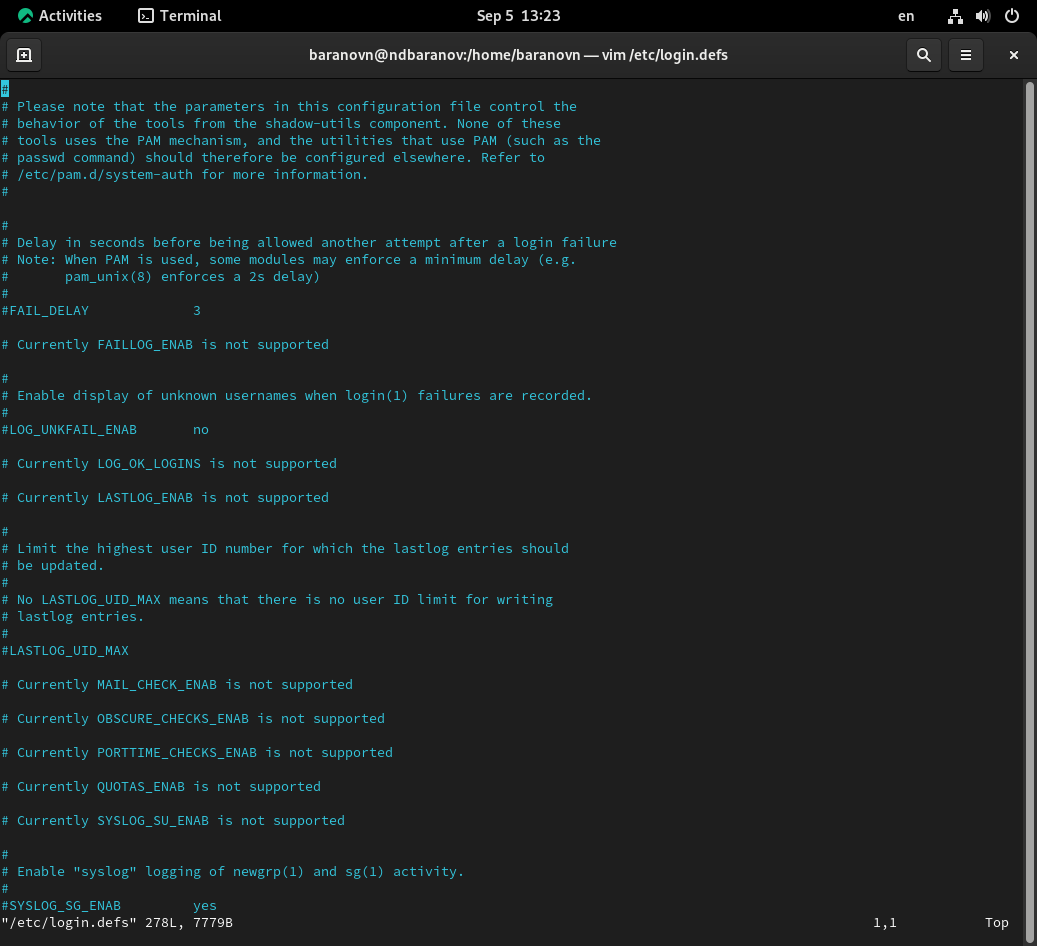 Activities Terminal Sep 5 13:23 en
baranovn@ndbaranov:/home/baranovn — vim /etc/login.defs
#
# Please note that the parameters in this configuration file control the
# behavior of the tools from the shadow-utils component. None of these
# tools uses the PAM mechanism, and the utilities that use PAM (such as the
# passwd command) should therefore be configured elsewhere. Refer to
# /etc/pam.d/system-auth for more information.
#
#
# Delay in seconds before being allowed another attempt after a login failure
# Note: When PAM is used, some modules may enforce a minimum delay (e.g.
#       pam_unix(8) enforces a 2s delay)
#
#FAIL_DELAY             3
# Currently FAILLOG_ENAB is not supported
#
# Enable display of unknown usernames when login(1) failures are recorded.
#
#LOG_UNKFAIL_ENAB       no
# Currently LOG_OK_LOGINS is not supported
# Currently LASTLOG_ENAB is not supported
#
# Limit the highest user ID number for which the lastlog entries should
# be updated.
#
# No LASTLOG_UID_MAX means that there is no user ID limit for writing
# lastlog entries.
#
#LASTLOG_UID_MAX
# Currently MAIL_CHECK_ENAB is not supported
# Currently OBSCURE_CHECKS_ENAB is not supported
# Currently PORTTIME_CHECKS_ENAB is not supported
# Currently QUOTAS_ENAB is not supported
# Currently SYSLOG_SU_ENAB is not supported
#
# Enable "syslog" logging of newgrp(1) and sg(1) activity.
#
#SYSLOG_SG_ENAB         yes
"/etc/login.defs" 278L, 7779B 1,1 Top